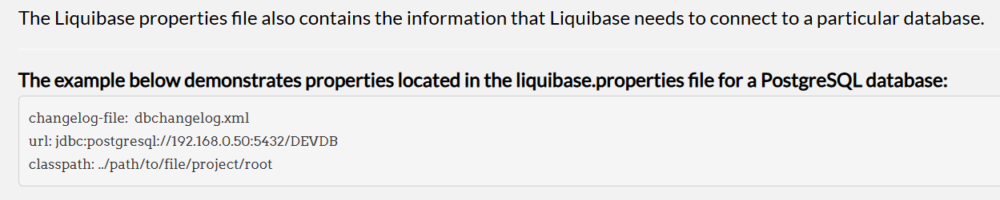 The Liquibase properties file also contains the information that Liquibase needs to connect to a particular database.
The example below demonstrates properties located in the liquibase.properties file for a PostgreSQL database:
changelog-file:  dbchangelog.xml
url: jdbc:postgresql://192.168.0.50:5432/DEVDB
classpath: ../path/to/file/project/root